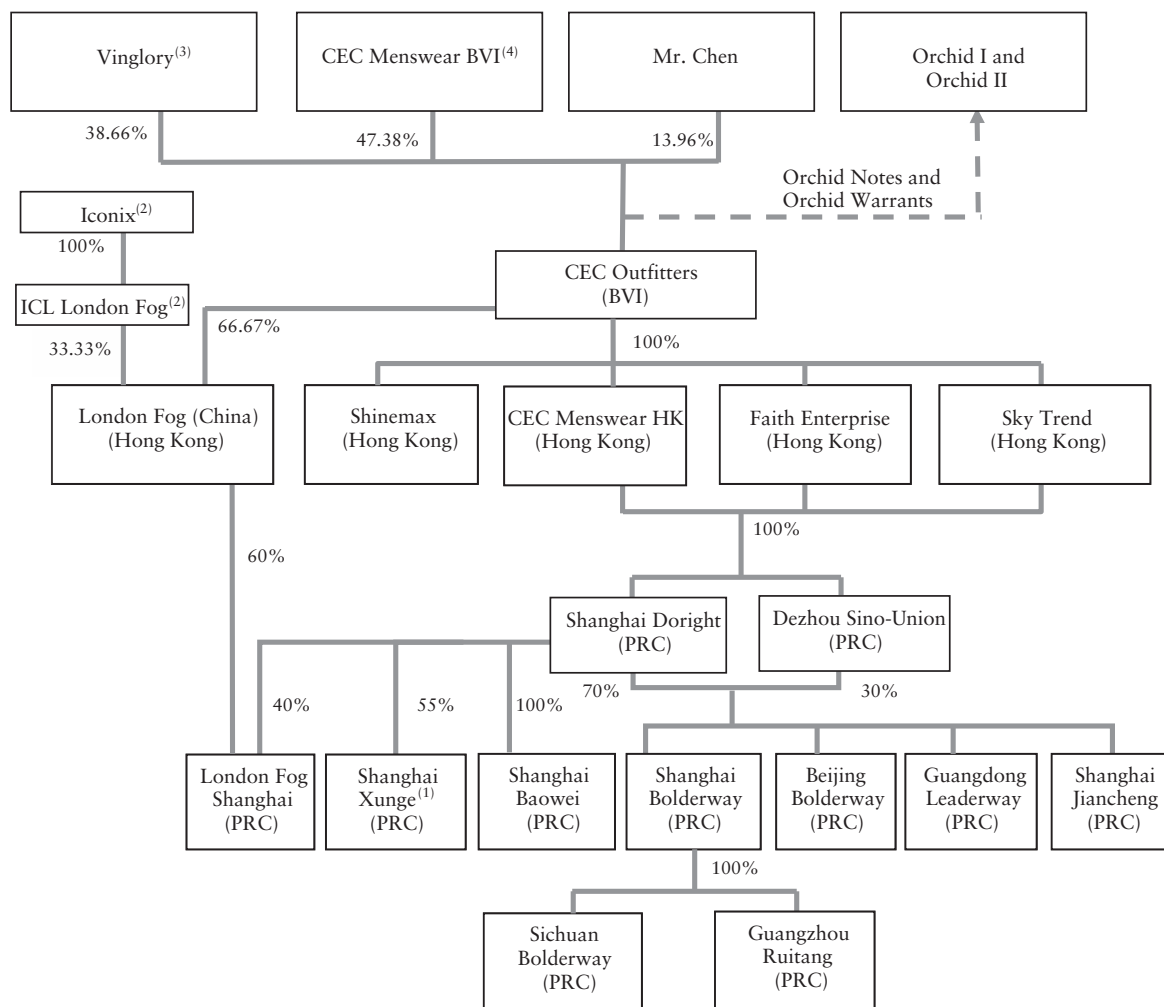 Vinglory(3)
CEC Menswear BVI(4)
Mr. Chen
Orchid I and
Orchid II
38.66%
47.38%
13.96%
Orchid Notes and
Orchid Warrants
Iconix(2)
100%
CEC Outfitters
(BVI)
ICL London Fog(2)
66.67%
33.33%
100%
London Fog (China)
(Hong Kong)
Shinemax
(Hong Kong)
CEC Menswear HK
(Hong Kong)
Faith Enterprise
(Hong Kong)
Sky Trend
(Hong Kong)
100%
60%
Shanghai Doright
(PRC)
Dezhou Sino-Union
(PRC)
70%
30%
40%
55%
100%
London Fog
Shanghai
(PRC)
Shanghai
Xunge(1)
(PRC)
Shanghai
Baowei
(PRC)
Shanghai
Bolderway
(PRC)
Beijing
Bolderway
(PRC)
Guangdong
Leaderway
(PRC)
Shanghai
Jiancheng
(PRC)
100%
Sichuan
Bolderway
(PRC)
Guangzhou
Ruitang
(PRC)